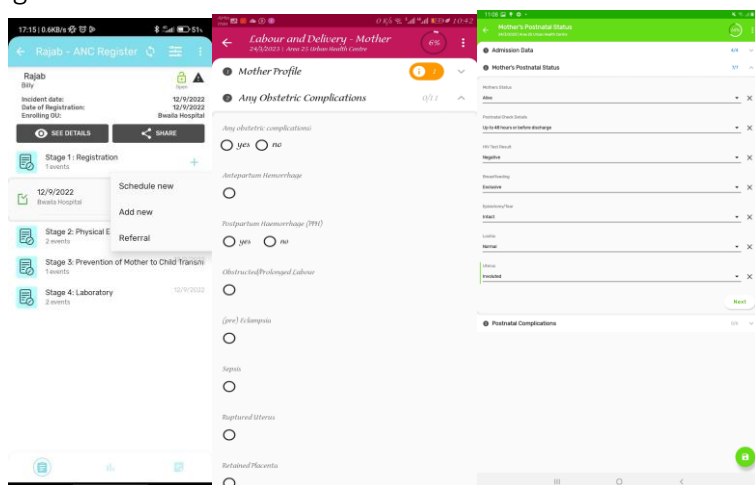 17:15 | 0.6KB/s
51%
Rajab - ANC Register
Rajab
Billy
Open
Incident date: 12/9/2022
Date of Registration: 12/9/2022
Enrolling OU: Bwaila Hospital
SEE DETAILS
SHARE
Stage 1: Registration
1 events
12/9/2022
Bwaila Hospital
Schedule new
Add new
Referral
Stage 2: Physical E
2 events
Stage 3: Prevention of Mother to Child Transmi
1 events
Stage 4: Laboratory
12/9/2022
2 events
10:42
Labour and Delivery - Mother
24/3/2023 | Area 25 Urban Health Centre
6%
Mother Profile
Any Obstetric Complications
0/11
Any obstetric complications
yes
no
Antepartum Hemorrhage
Postpartum Haemorrhage (PPH)
yes
no
Obstructed/Prolonged Labour
(pre) Eclampsia
Sepsis
Ruptured Uterus
Retained Placenta
11:08
Mother's Postnatal Status
Admission Data
Mother's Postnatal Status
7/7
Mothers Status
Alive
Postnatal Check Details
Up to 48 hours or before discharge
HIV Test Result
Negative
Breastfeeding
Exclusive
Episiotomy/Tear
Intact
Lochia
Normal
Uterus
Involuted
Next
Postnatal Complications